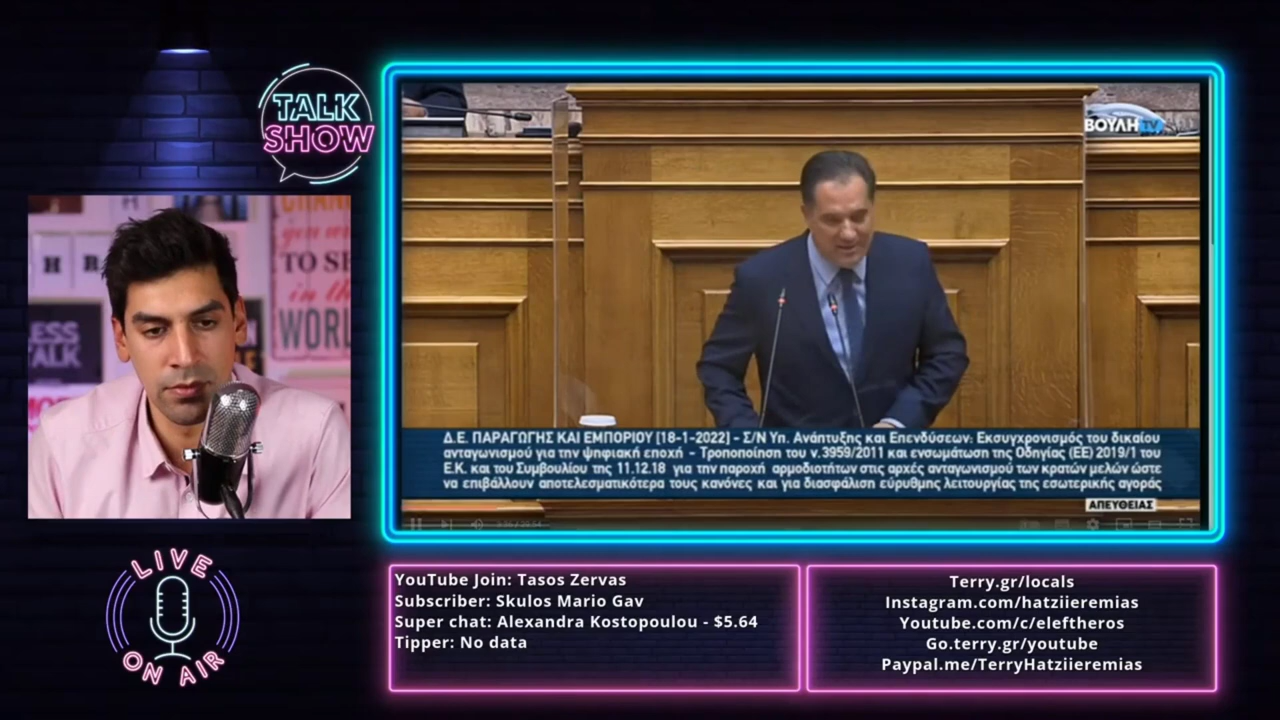 TALK
SHOW
ΒΟΥΛΗ TV
H
TO
in th
WORL
ESS
TALK
Δ.Ε. ΠΑΡΑΓΩΓΗΣ ΚΑΙ ΕΜΠΟΡΙΟΥ [18-1-2022] - Σ/Ν Υπ. Ανάπτυξης και Επενδύσεων: Εκσυγχρονισμός του δικαίου
ανταγωνισμού για την ψηφιακή εποχή - Τροποποίηση του ν.3959/2011 και ενσωμάτωση της Οδηγίας (ΕΕ) 2019/1 του
Ε.Κ. και του Συμβουλίου της 11.12.18 για την παροχή αρμοδιοτήτων στις αρχές ανταγωνισμού των κρατών μελών ώστε
να επιβάλλουν αποτελεσματικότερα τους κανόνες και για διασφάλιση εύρυθμης λειτουργίας της εσωτερικής αγοράς
ΑΠΕΥΘΕΙΑΣ
LIVE
ON AIR
YouTube Join: Tasos Zervas
Subscriber: Skulos Mario Gav
Super chat: Alexandra Kostopoulou - $5.64
Tipper: No data
Terry.gr/locals
Instagram.com/hatziieremias
Youtube.com/c/eleftheros
Go.terry.gr/youtube
Paypal.me/TerryHatziieremias